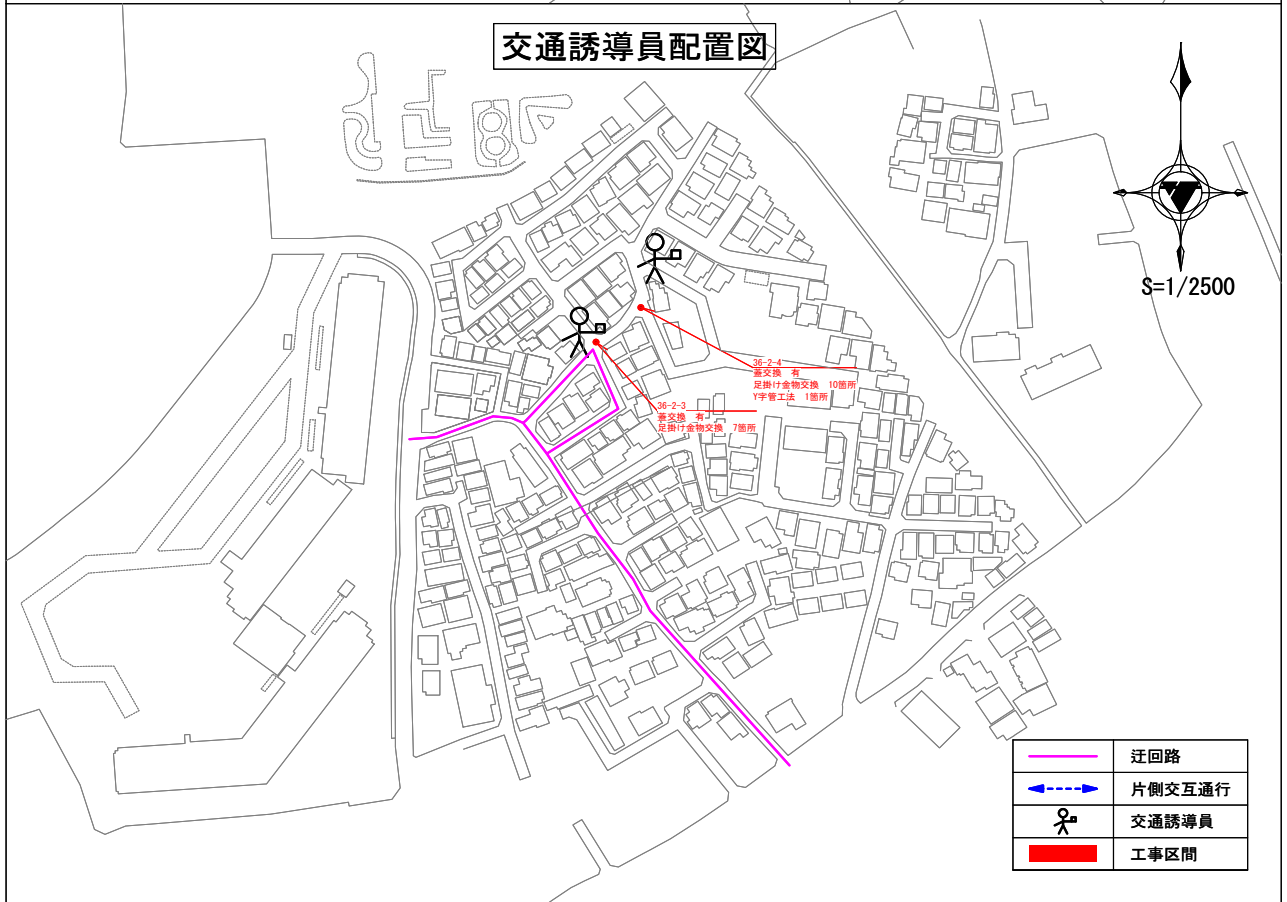 交通誘導員配置図
S=1/2500
36-2-4
蓋交換 有
足掛け金物交換 10箇所
Y字管工法 1箇所
36-2-3
蓋交換 有
足掛け金物交換 7箇所
迂回路
片側交互通行
交通誘導員
工事区間